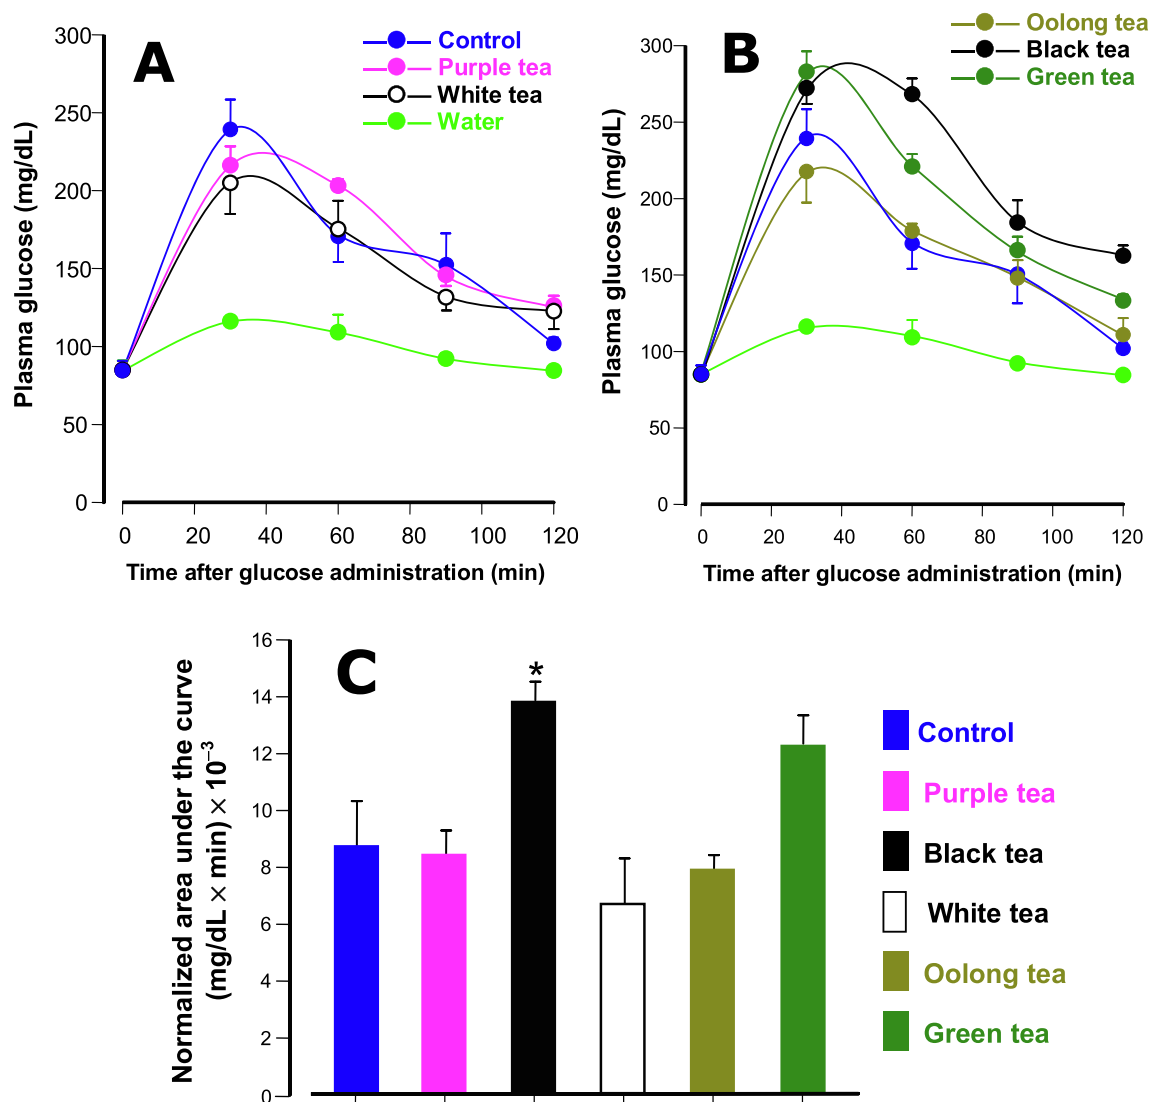 A
Control
Purple tea
White tea
Water
300
250
200
150
100
50
0
Plasma glucose (mg/dL)
0 20 40 60 80 100 120
Time after glucose administration (min)
B
Oolong tea
Black tea
Green tea
300
250
200
150
100
50
0
Plasma glucose (mg/dL)
0 20 40 60 80 100 120
Time after glucose administration (min)
C
*
16
14
12
10
8
6
4
2
0
Normalized area under the curve
(mg/dL × min) × 10⁻³
Control
Purple tea
Black tea
White tea
Oolong tea
Green tea